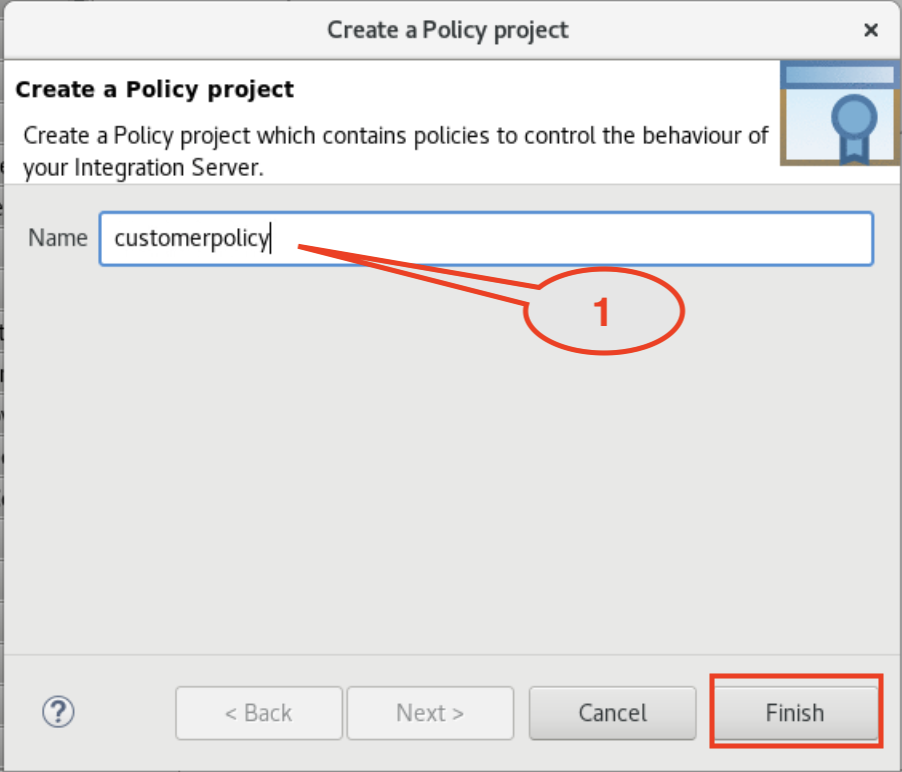 Create a Policy project
×
Create a Policy project
Create a Policy project which contains policies to control the behaviour of
your Integration Server.
Name customerpolicy
1
?
< Back
Next >
Cancel
Finish